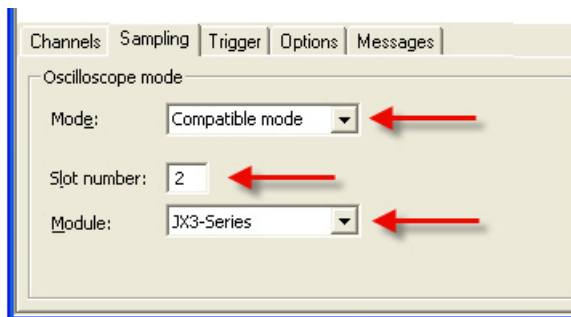 Channels Sampling Trigger Options Messages
Oscilloscope mode
Mode: Compatible mode
Slot number: 2
Module: JX3-Series